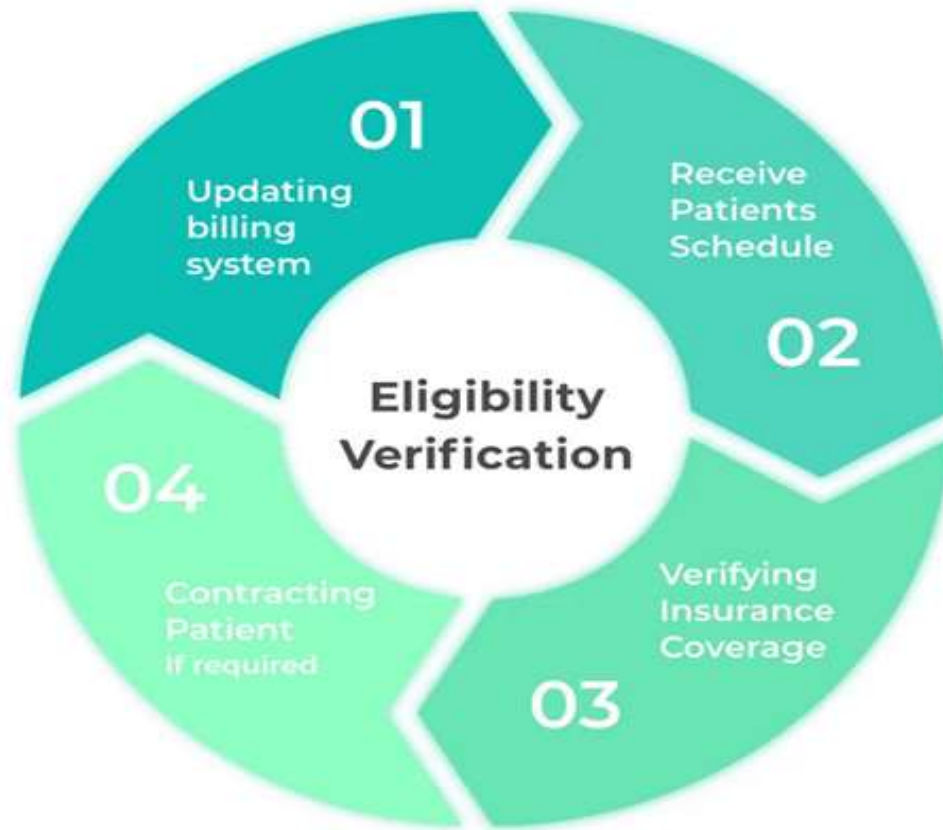 01
Updating
billing
system
Receive
Patients
Schedule
02
Verifying
Insurance
Coverage
03
04
Contracting
Patient
if required
Eligibility
Verification